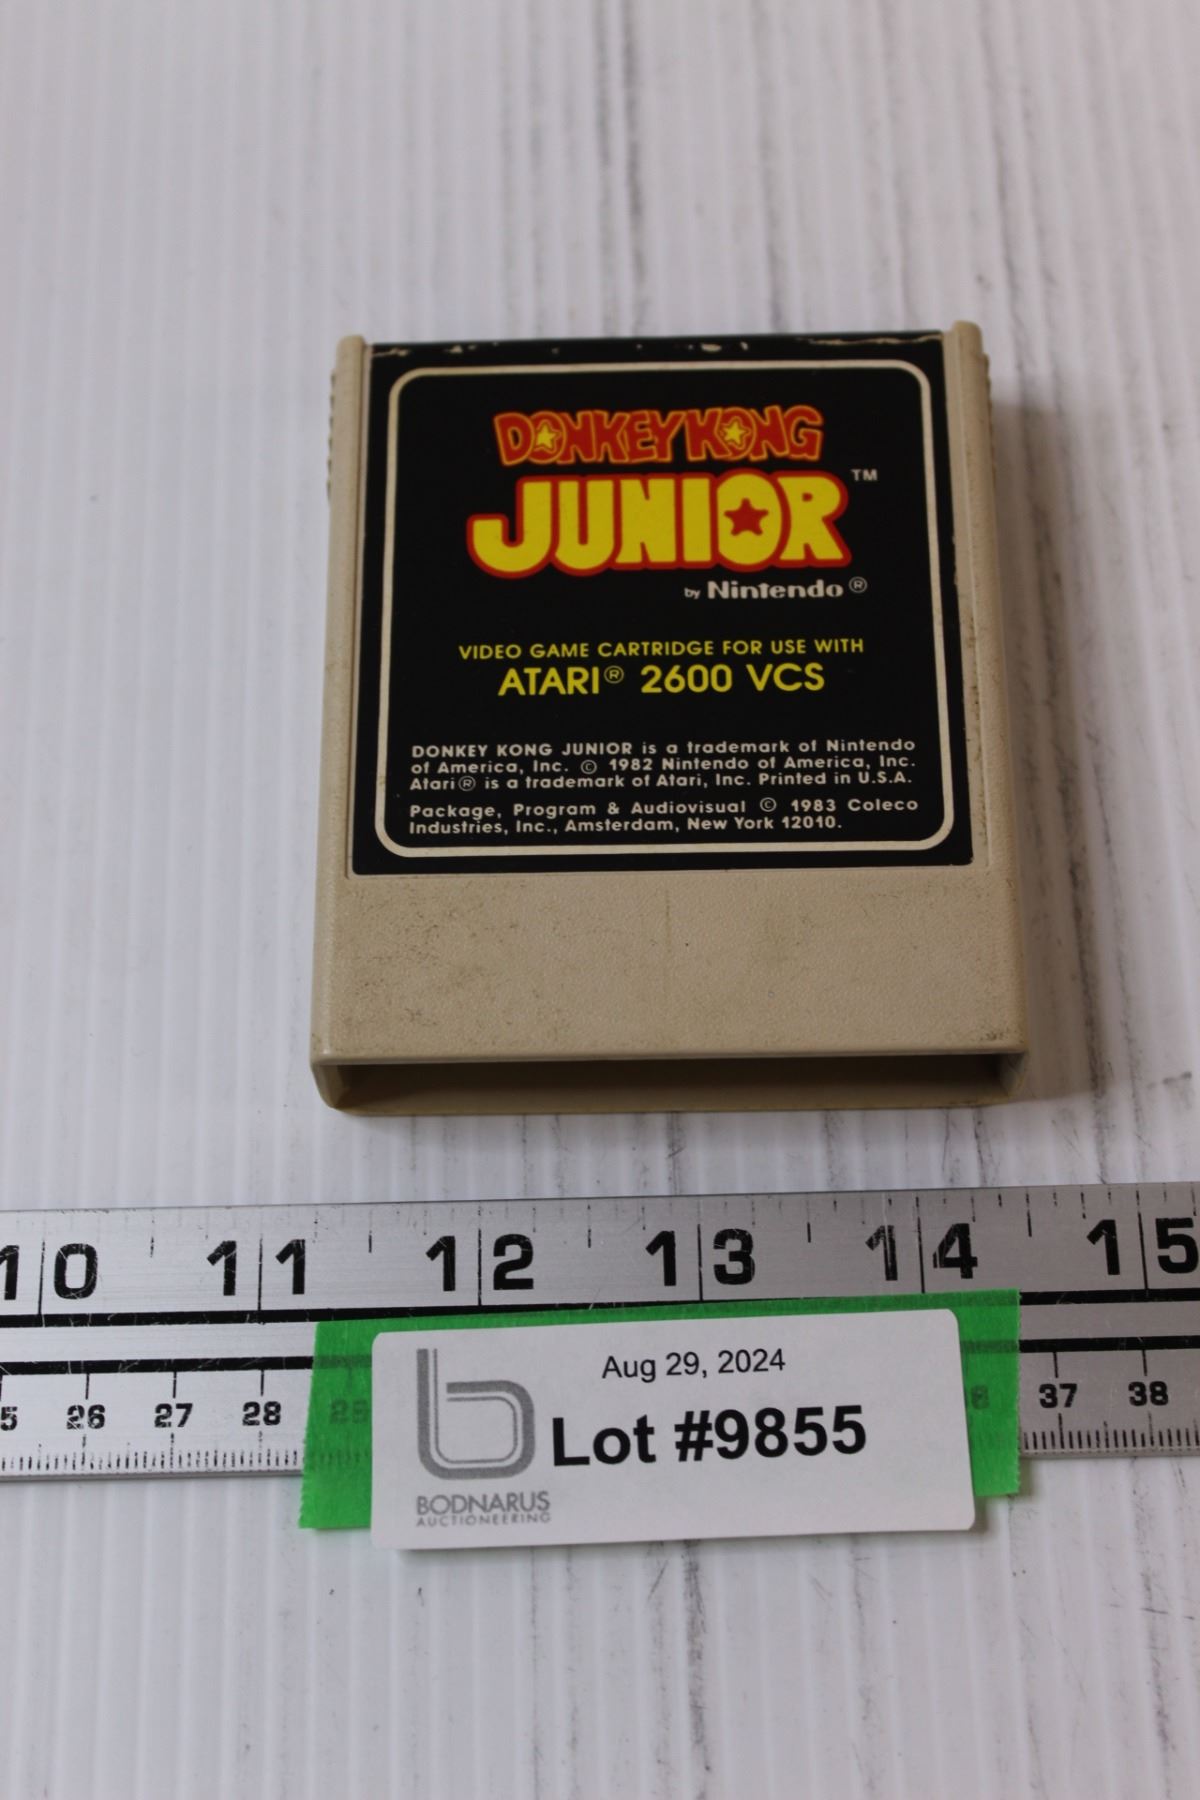 DONKEY KONG
JUNIOR™
by Nintendo®
VIDEO GAME CARTRIDGE FOR USE WITH
ATARI® 2600 VCS
DONKEY KONG JUNIOR is a trademark of Nintendo
of America, Inc. © 1982 Nintendo of America, Inc.
Atari® is a trademark of Atari, Inc. Printed in U.S.A.
Package, Program & Audiovisual © 1983 Coleco
Industries, Inc., Amsterdam, New York 12010.
10 11 12 13 14 15
Aug 29, 2024
Lot #9855
BODNARUS
AUCTIONEERING
5 26 27 28 29 36 37 38